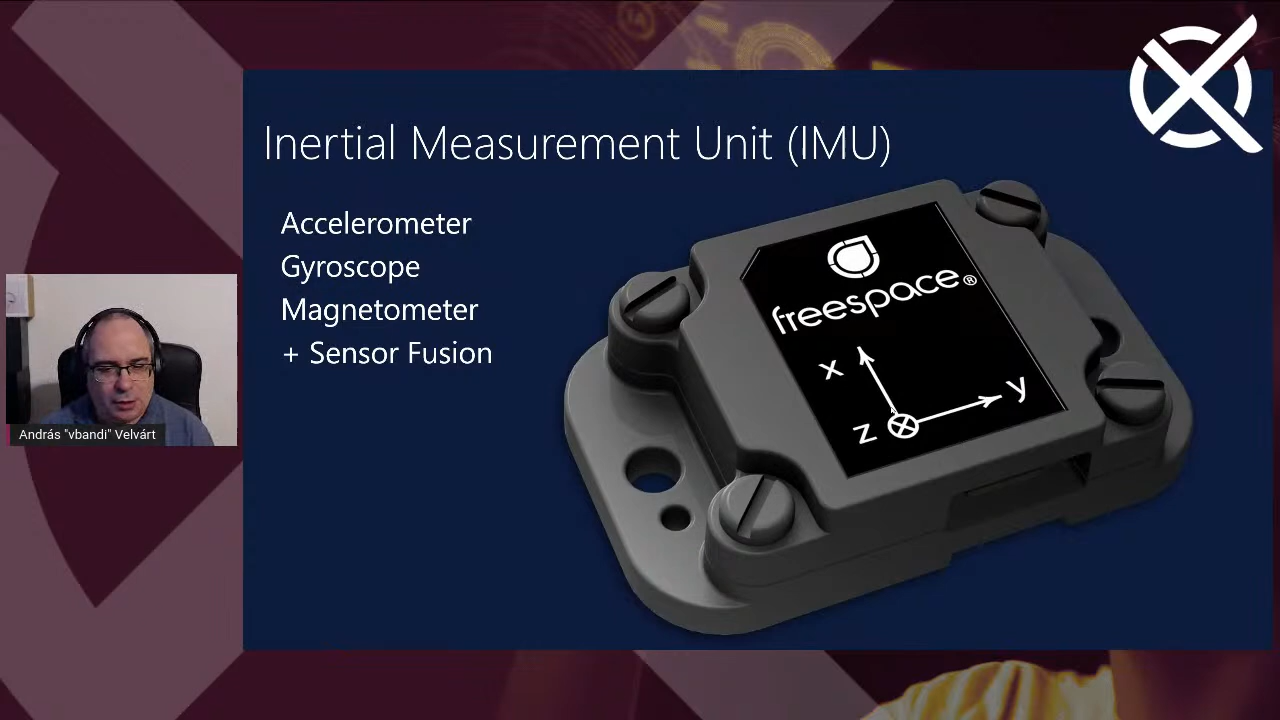 Inertial Measurement Unit (IMU)
Accelerometer
Gyroscope
Magnetometer
+ Sensor Fusion
freespace®
x
y
z
András "vbandi" Velvárt